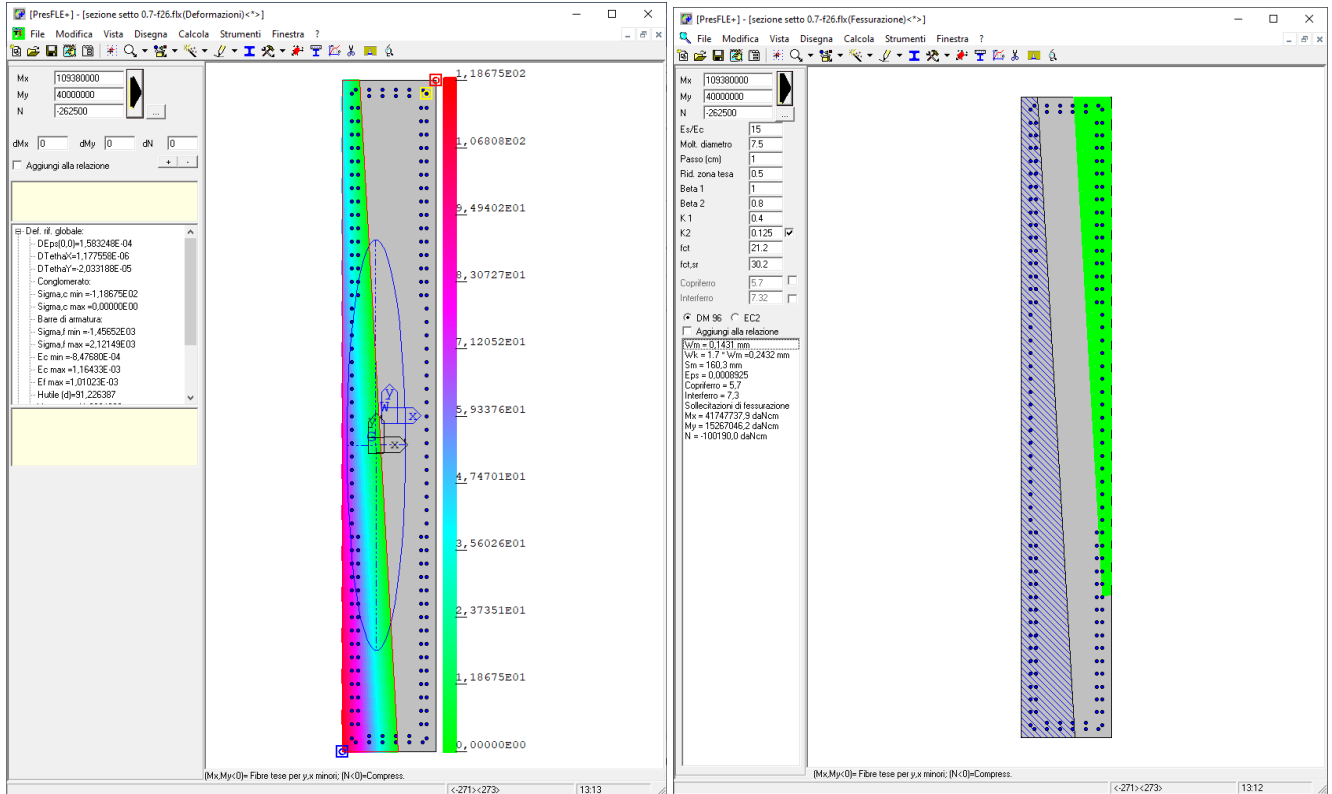 [PresFLE+] - [sezione setto 0.7-f26.flx(Deformazioni)<*>]
File Modifica Vista Disegna Calcola Strumenti Finestra ?
Mx 109380000
My 40000000
N -262500
...
dMx 0 dMy 0 dN 0
Aggiungi alla relazione + -
Def. rif. globale:
DEps(0,0)=1,583248E-04
DTethaX=1,177558E-06
DTethaY=-2,033188E-05
Conglomerato:
Sigma,c min =-1,18675E02
Sigma,c max =0,00000E00
Barre di armatura:
Sigma,f min =-1,45652E03
Sigma,f max =2,12149E03
Ec min =-8,47680E-04
Ec max =1,16433E-03
Ef max =1,01023E-03
Hutile (d)=91,226387
1,18675E02
1,06808E02
9,49402E01
8,30727E01
7,12052E01
5,93376E01
4,74701E01
3,56026E01
2,37351E01
1,18675E01
0,00000E00
y
W
x
G
x
(Mx,My<0)= Fibre tese per y,x minori; (N<0)=Compress.
<-271><273> 13:13
[PresFLE+] - [sezione setto 0.7-f26.flx(Fessurazione)<*>]
File Modifica Vista Disegna Calcola Strumenti Finestra ?
Mx 109380000
My 40000000
N -262500
...
Es/Ec 15
Molt. diametro 7.5
Passo (cm) 1
Rid. zona tesa 0.5
Beta 1 1
Beta 2 0.8
K 1 0.4
K2 0.125
fct 21.2
fct,sr 30.2
Copriferro 5.7
Interferro 7.32
DM 96 EC2
Aggiungi alla relazione
Wm = 0,1431 mm
Wk = 1.7 * Wm =0,2432 mm
Sm = 160,3 mm
Eps = 0,0008925
Copriferro = 5,7
Interferro = 7,3
Sollecitazioni di fessurazione
Mx = 41747737,9 daNcm
My = 15267046,2 daNcm
N = -100190,0 daNcm
(Mx,My<0)= Fibre tese per y,x minori; (N<0)=Compress.
<-271><273> 13:12